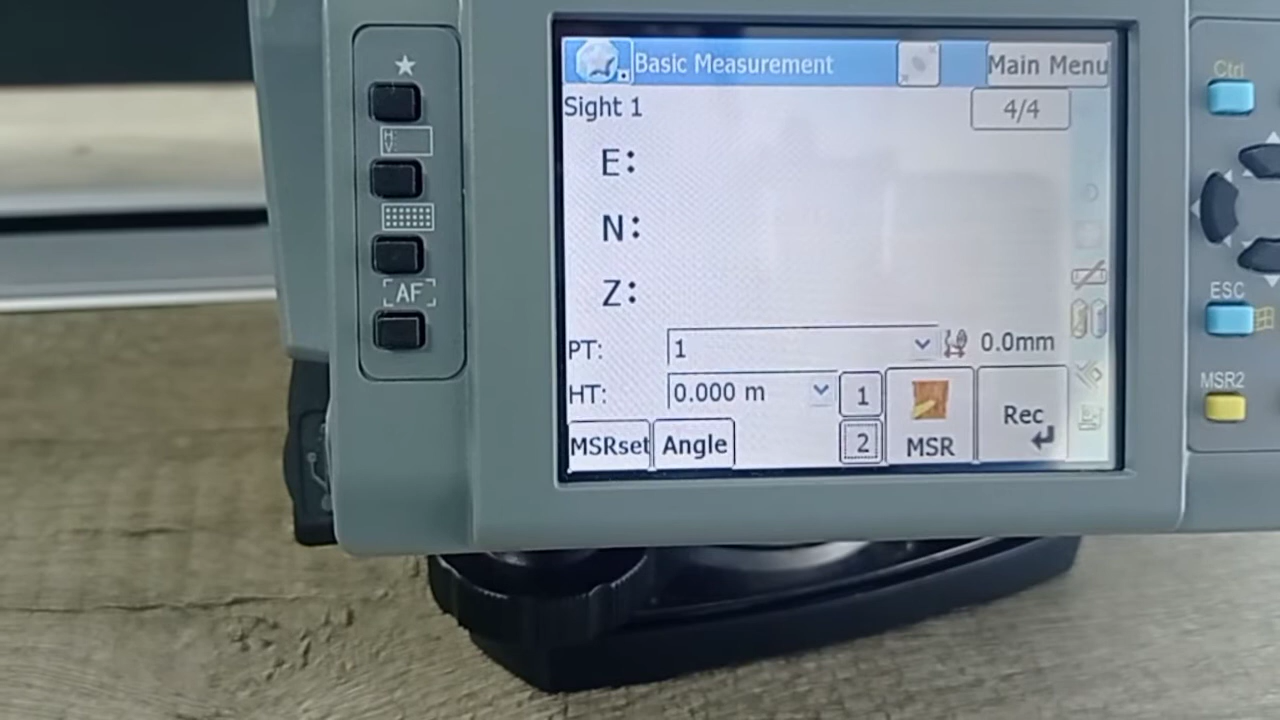 Basic Measurement
Main Menu
Sight 1
4/4
E:
N:
Z:
PT: 1 0.0mm
HT: 0.000 m 1
2
MSRset Angle MSR Rec
H:
V:
AF
Ctrl
ESC
MSR2